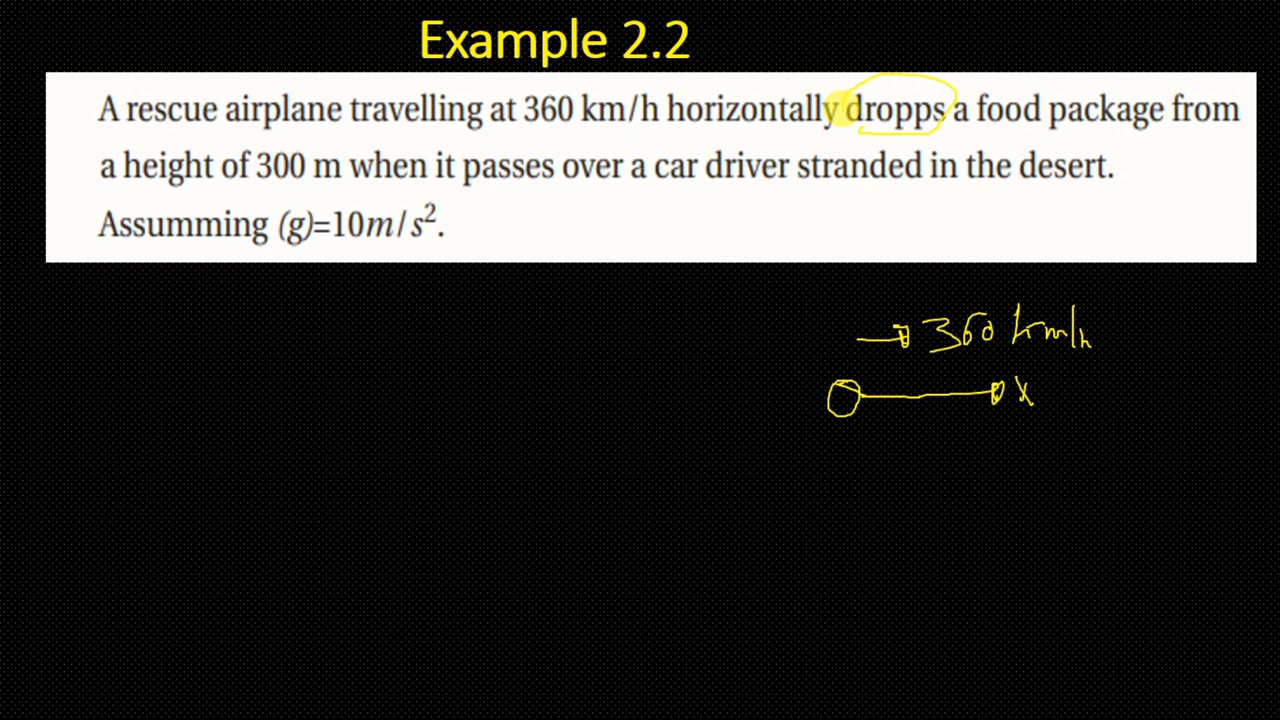 Example 2.2
A rescue airplane travelling at 360 km/h horizontally dropps a food package from
a height of 300 m when it passes over a car driver stranded in the desert.
Assumming (g)=10m/s².
360 km/h
x